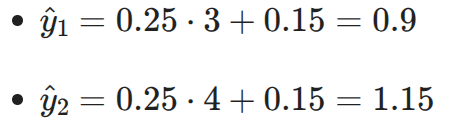 • ŷ₁ = 0.25 · 3 + 0.15 = 0.9
• ŷ₂ = 0.25 · 4 + 0.15 = 1.15